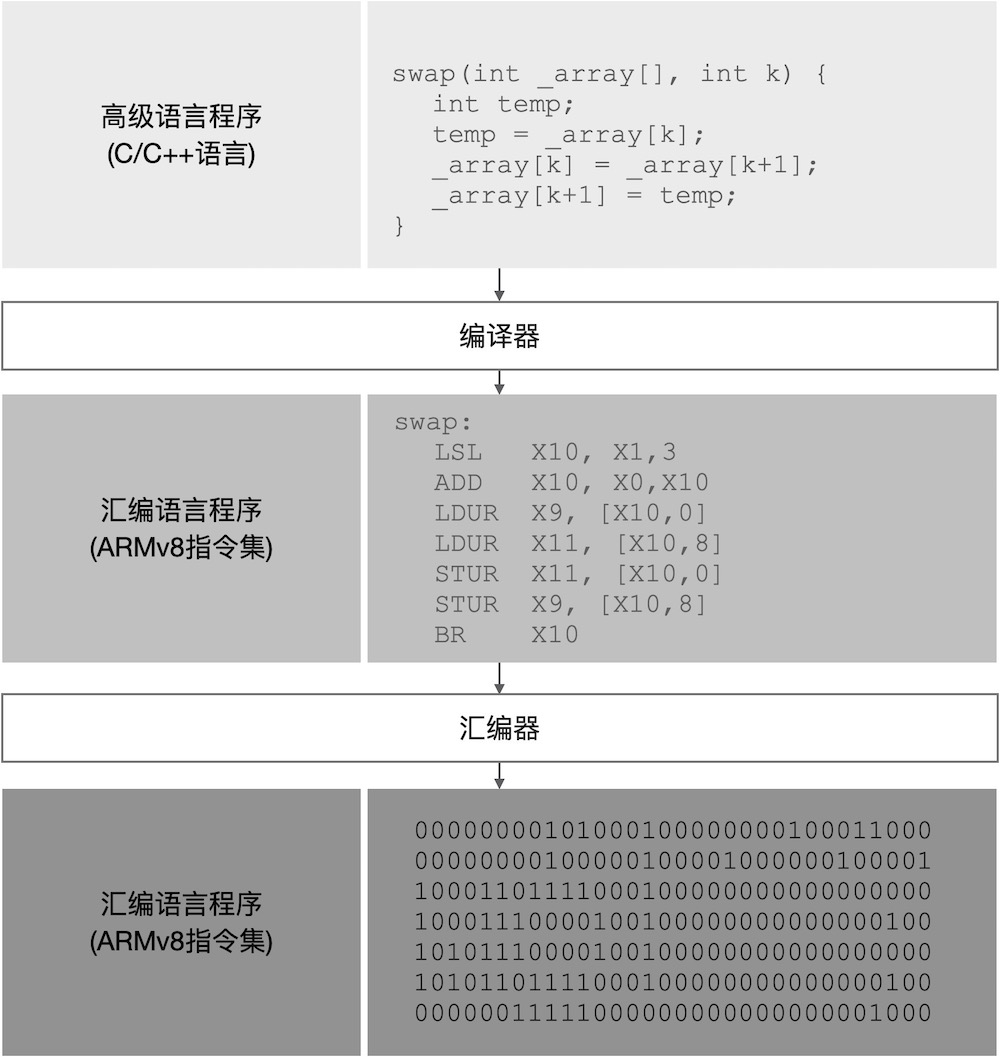 高级语言程序
(C/C++语言)
swap(int _array[], int k) {
int temp;
temp = _array[k];
_array[k] = _array[k+1];
_array[k+1] = temp;
}
编译器
汇编语言程序
(ARMv8指令集)
swap:
LSL X10, X1,3
ADD X10, X0,X10
LDUR X9, [X10,0]
LDUR X11, [X10,8]
STUR X11, [X10,0]
STUR X9, [X10,8]
BR X10
汇编器
汇编语言程序
(ARMv8指令集)
00000000101000100000000100011000
00000000100000100001000000100001
10001101111000100000000000000000
10001110000100100000000000000100
10101110000100100000000000000000
10101101111000100000000000000100
00000011111000000000000000001000